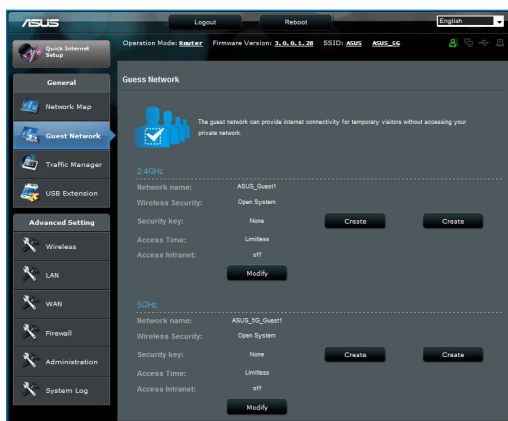 ASUS
Logout
Reboot
English
Quick Internet Setup
Operation Mode: Router Firmware Version: 3.0.0.1.28 SSID: ASUS ASUS_5G
General
Network Map
Guest Network
Traffic Manager
USB Extension
Advanced Setting
Wireless
LAN
WAN
Firewall
Administration
System Log
Guess Network
The guest network can provide internet connectivity for temporary visitors without accessing your
private network.
2.4GHz
Network name: ASUS_Guest1
Wireless Security: Open System
Security key: None Create Create
Access Time: Limitless
Access Intranet: off
Modify
5GHz
Network name: ASUS_5G_Guest1
Wireless Security: Open System
Security key: None Create Create
Access Time: Limitless
Access Intranet: off
Modify